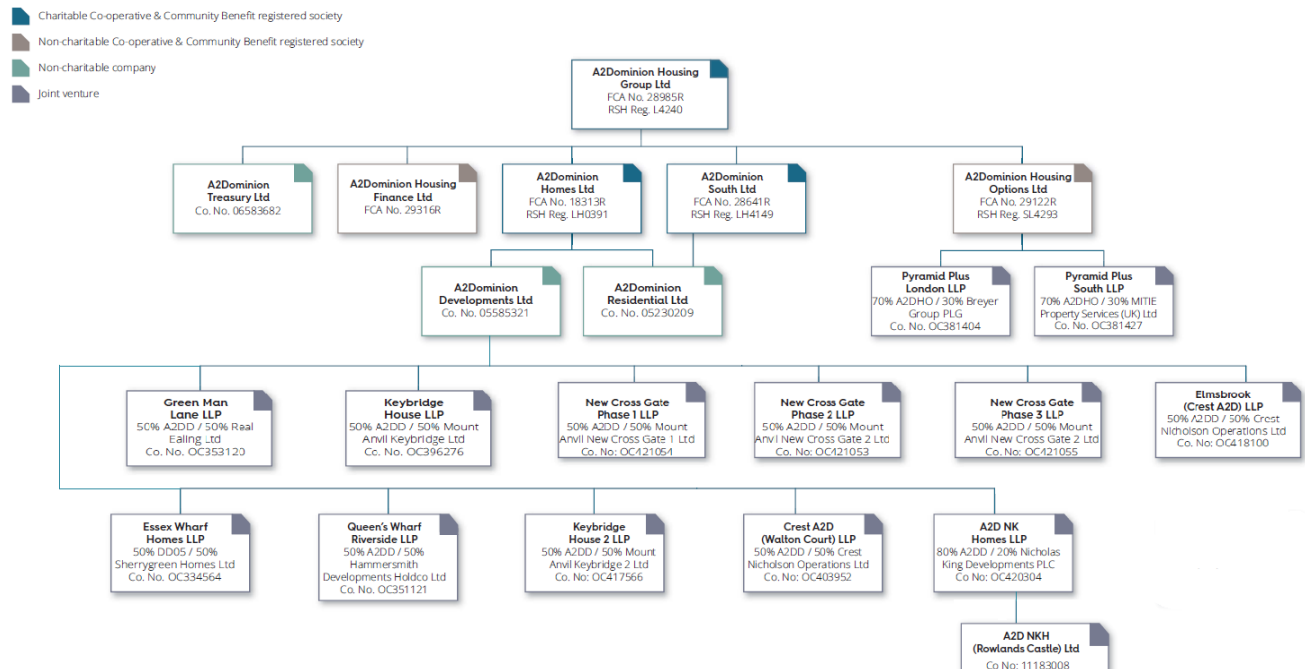 Charitable Co-operative & Community Benefit registered society
Non-charitable Co-operative & Community Benefit registered society
Non-charitable company
Joint venture
A2Dominion Housing
Group Ltd
FCA No. 28985R
RSH Reg. L4240
A2Dominion
Treasury Ltd
Co. No. 06583682
A2Dominion Housing
Finance Ltd
FCA No. 29316R
A2Dominion
Homes Ltd
FCA No. 18313R
RSH Reg. LH0391
A2Dominion
South Ltd
FCA No. 28641R
RSH Reg. LH4149
A2Dominion Housing
Options Ltd
FCA No. 29122R
RSH Reg. SL4293
A2Dominion
Developments Ltd
Co. No. 05585321
A2Dominion
Residential Ltd
Co. No. 05230209
Pyramid Plus
London LLP
70% A2DHO / 30% Breyer
Group PLG
Co. No. OC381404
Pyramid Plus
South LLP
70% A2DHO / 30% MITIE
Property Services (UK) Ltd
Co. No. OC381427
Green Man
Lane LLP
50% A2DD / 50% Real
Ealing Ltd
Co. No. OC353120
Keybridge
House LLP
50% A2DD / 50% Mount
Anvil Keybridge Ltd
Co. No. OC396276
New Cross Gate
Phase 1 LLP
50% A2DD / 50% Mount
Anvil New Cross Gate 1 Ltd
Co. No: OC421054
New Cross Gate
Phase 2 LLP
50% A2DD / 50% Mount
Anvil New Cross Gate 2 Ltd
Co. No: OC421053
New Cross Gate
Phase 3 LLP
50% A2DD / 50% Mount
Anvil New Cross Gate 2 Ltd
Co. No: OC421055
Elmsbrook
(Crest A2D) LLP
50% A2DD / 50% Crest
Nicholson Operations Ltd
Co. No: OC418100
Essex Wharf
Homes LLP
50% DD05 / 50%
Sherrygreen Homes Ltd
Co. No. OC334564
Queen's Wharf
Riverside LLP
50% A2DD / 50%
Hammersmith
Developments Holdco Ltd
Co. No. OC351121
Keybridge
House 2 LLP
50% A2DD / 50% Mount
Anvil Keybridge 2 Ltd
Co. No: OC417566
Crest A2D
(Walton Court) LLP
50% A2DD / 50% Crest
Nicholson Operations Ltd
Co. No: OC403952
A2D NK
Homes LLP
80% A2DD / 20% Nicholas
King Developments PLC
Co No: OC420304
A2D NKH
(Rowlands Castle) Ltd
Co No: 11183008